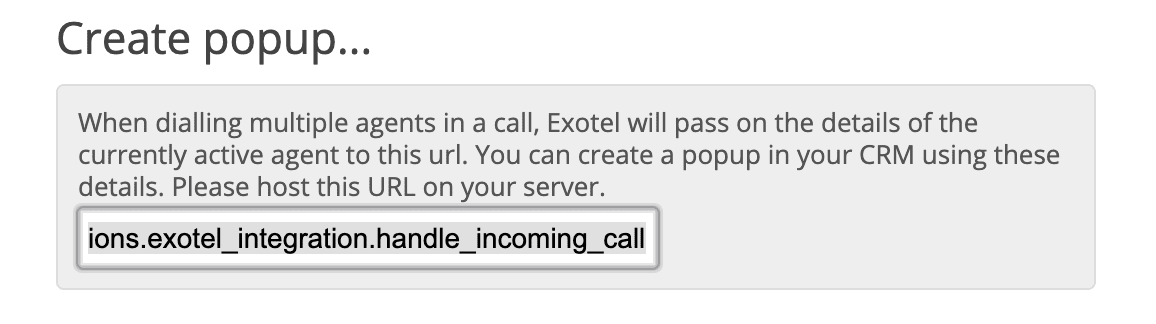 Create popup...
When dialling multiple agents in a call, Exotel will pass on the details of the
currently active agent to this url. You can create a popup in your CRM using these
details. Please host this URL on your server.
ions.exotel_integration.handle_incoming_call